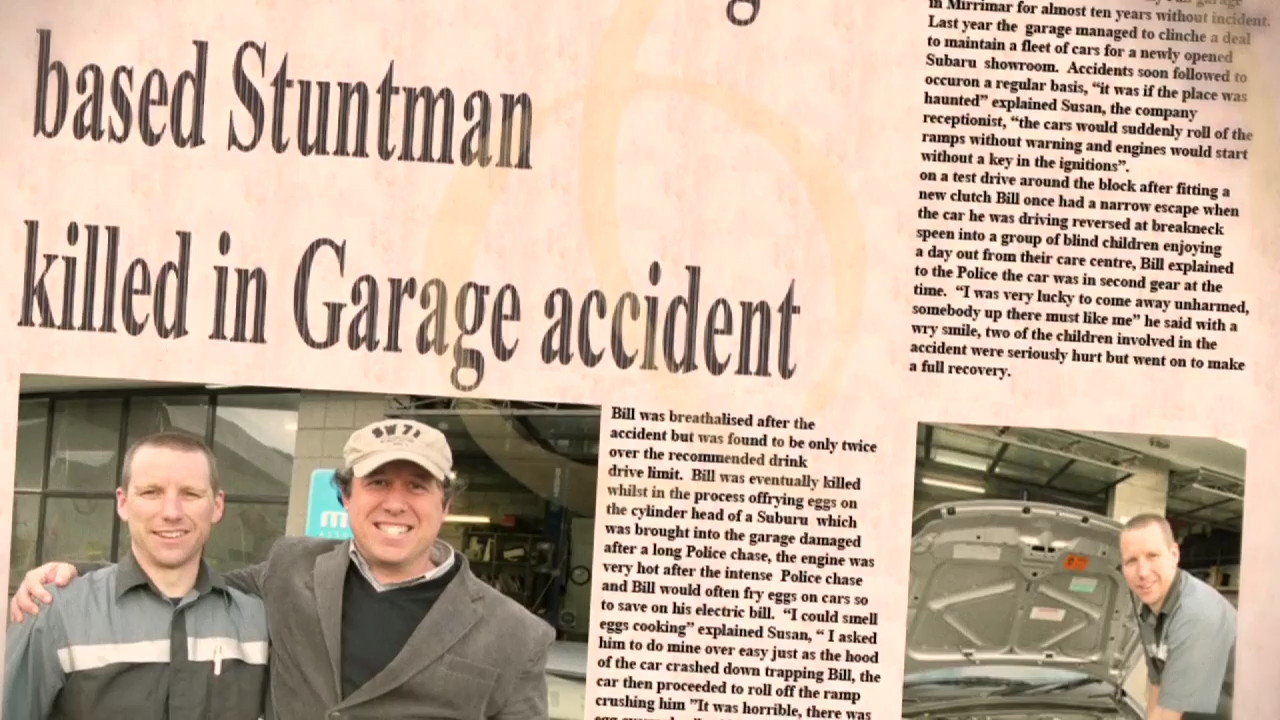 based Stuntman
killed in Garage accident
in Mirrimar for almost ten years without incident.
Last year the garage managed to clinche a deal
to maintain a fleet of cars for a newly opened
Subaru showroom. Accidents soon followed to
occuron a regular basis, “it was if the place was
haunted” explained Susan, the company
receptionist, “the cars would suddenly roll of the
ramps without warning and engines would start
without a key in the ignitions”.
on a test drive around the block after fitting a
new clutch Bill once had a narrow escape when
the car he was driving reversed at breakneck
speen into a group of blind children enjoying
a day out from their care centre, Bill explained
to the Police the car was in second gear at the
time. “I was very lucky to come away unharmed,
somebody up there must like me” he said with a
wry smile, two of the children involved in the
accident were seriously hurt but went on to make
a full recovery.
Bill was breathalised after the
accident but was found to be only twice
over the recommended drink
drive limit. Bill was eventually killed
whilst in the process offrying eggs on
the cylinder head of a Suburu which
was brought into the garage damaged
after a long Police chase, the engine was
very hot after the intense Police chase
and Bill would often fry eggs on cars so
to save on his electric bill. “I could smell
eggs cooking” explained Susan, “ I asked
him to do mine over easy just as the hood
of the car crashed down trapping Bill, the
car then proceeded to roll off the ramp
crushing him ”It was horrible, there was